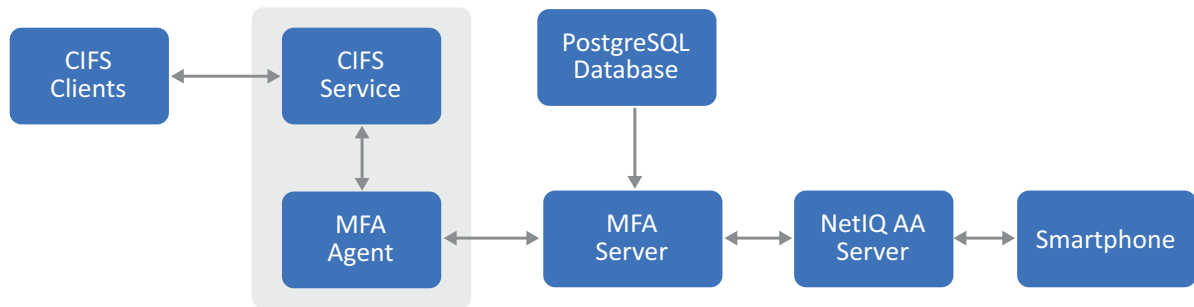 CIFS
Clients
CIFS
Service
PostgreSQL
Database
MFA
Agent
MFA
Server
NetIQ AA
Server
Smartphone